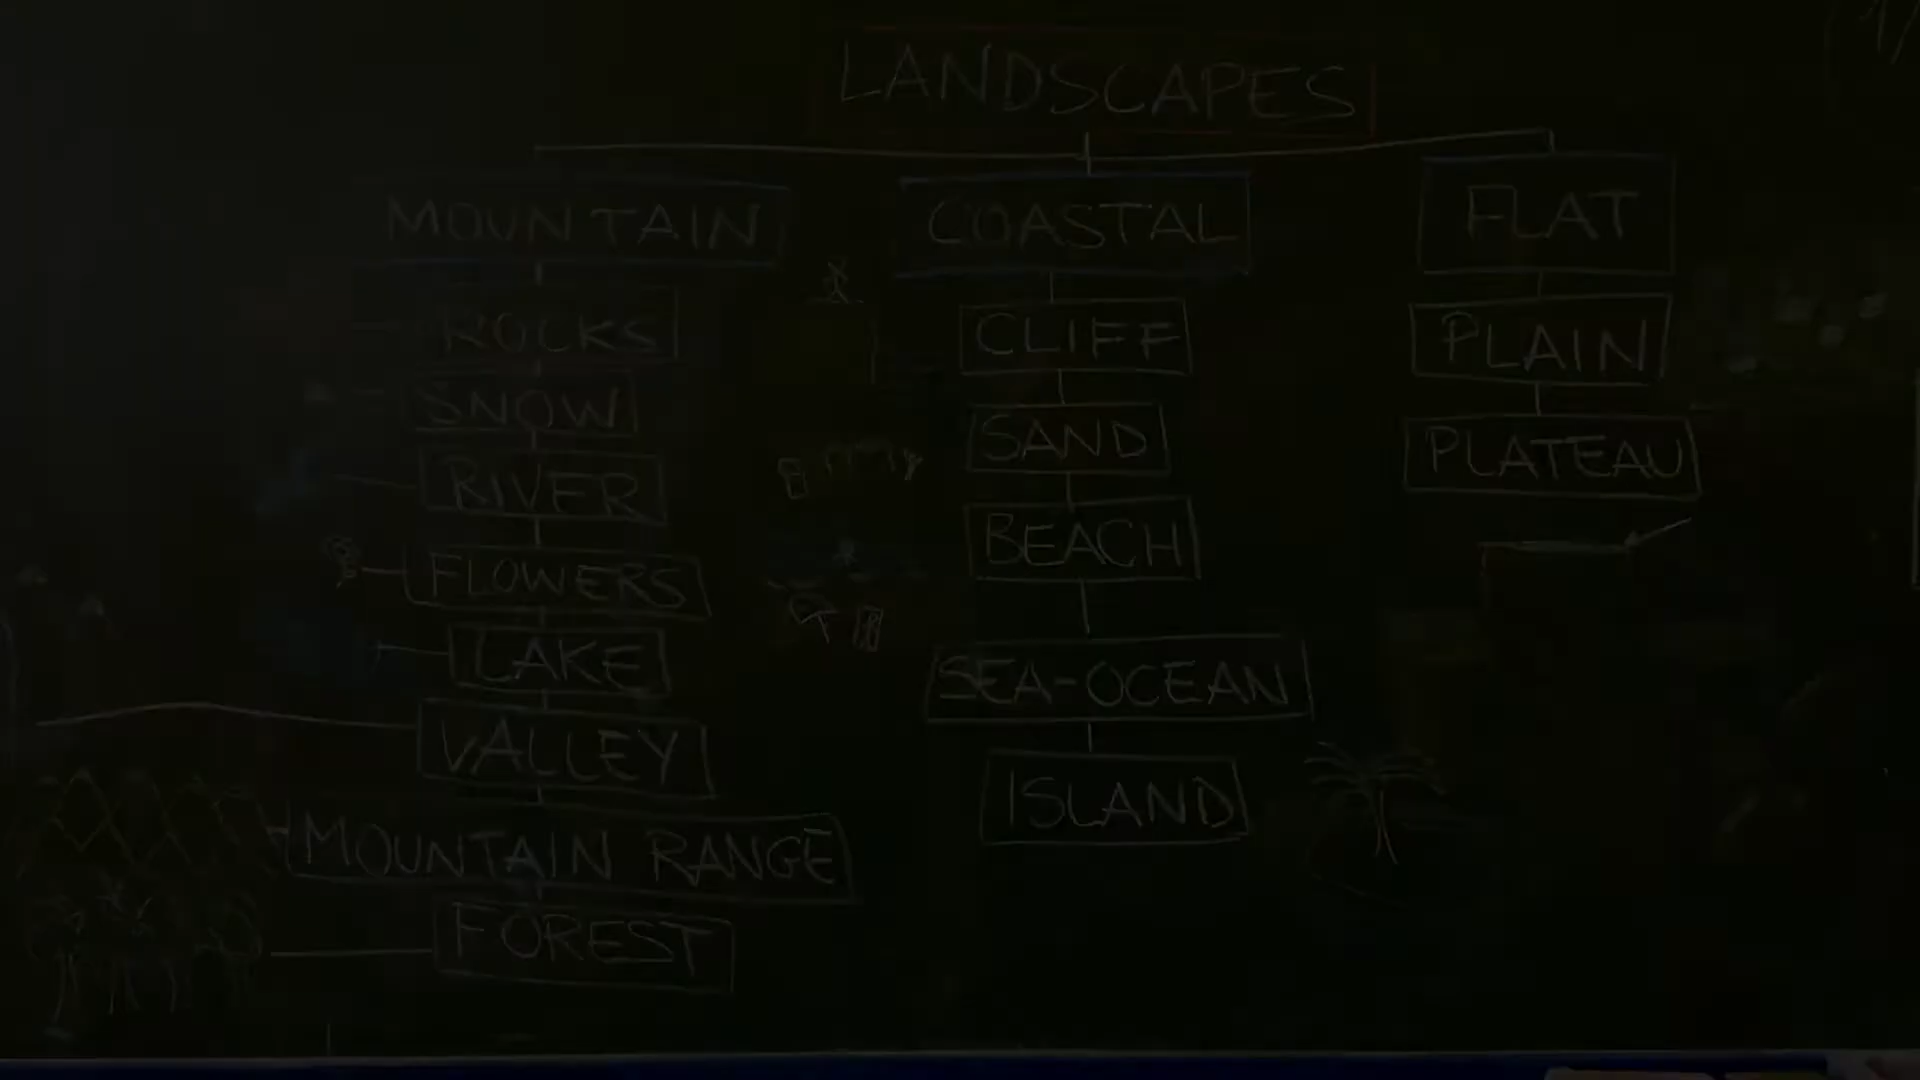 LANDSCAPES
MOUNTAIN
ROCKS
SNOW
RIVER
FLOWERS
LAKE
VALLEY
MOUNTAIN RANGE
FOREST
COASTAL
CLIFF
SAND
BEACH
SEA-OCEAN
ISLAND
FLAT
PLAIN
PLATEAU